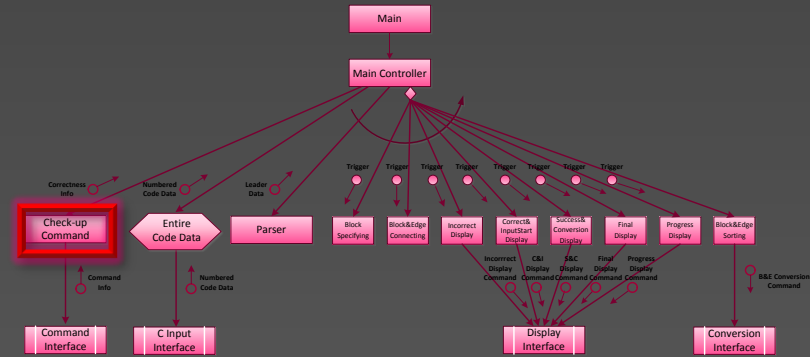 Main
Main Controller
Correctness
Info
Numbered
Code Data
Leader
Data
Trigger
Trigger
Trigger
Trigger
Trigger
Trigger
Trigger
Trigger
Check-up
Command
Entire
Code Data
Parser
Block
Specifying
Block&Edge
Connecting
Incorrect
Display
Correct&
InputStart
Display
Success&
Conversion
Display
Final
Display
Progress
Display
Block&Edge
Sorting
Command
Info
Numbered
Code Data
Incorrrect
Display
Command
C&I
Display
Command
S&C
Display
Command
Final
Display
Command
Progress
Display
Command
B&E Conversion
Command
Command
Interface
C Input
Interface
Display
Interface
Conversion
Interface